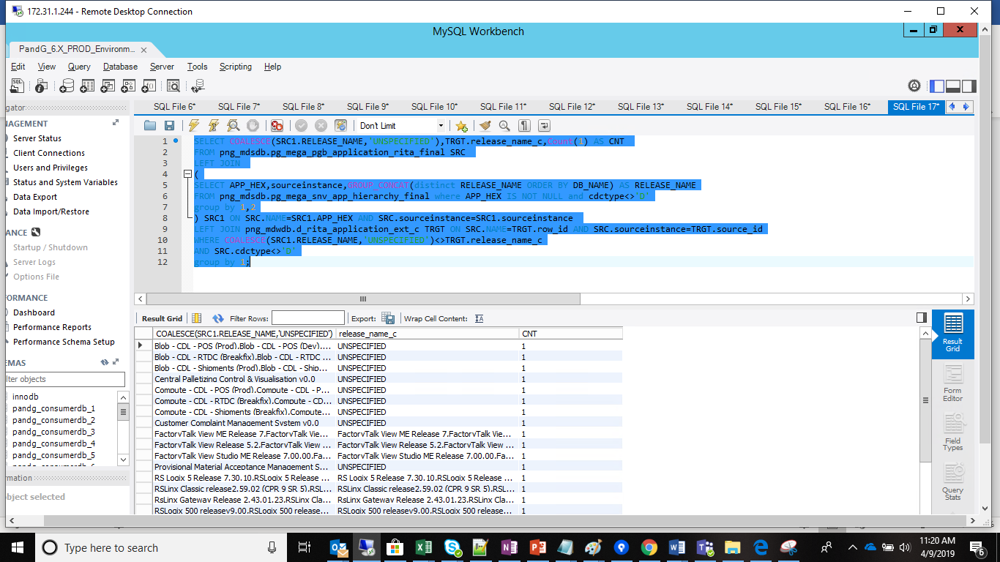 172.31.1.244 - Remote Desktop Connection
MySQL Workbench
PandG_6.X_PROD_Environm...
Edit View Query Database Server Tools Scripting Help
gator
SQL File 6* SQL File 7* SQL File 8* SQL File 9* SQL File 10* SQL File 11* SQL File 12* SQL File 13* SQL File 14* SQL File 15* SQL File 16* SQL File 17*
NAGEMENT
Server Status
Client Connections
Users and Privileges
Status and System Variables
Data Export
Data Import/Restore
ANCE
Startup / Shutdown
Server Logs
Options File
FORMANCE
Dashboard
Performance Reports
Performance Schema Setup
EMAS
lter objects
innodb
pandg_consumerdb_1
pandg_consumerdb_2
pandg_consumerdb_3
pandg_consumerdb_4
pandg_consumerdb_5
rmation
object selected
Don't Limit
1 SELECT COALESCE(SRC1.RELEASE_NAME,'UNSPECIFIED'),TRGT.release_name_c,Count(1) AS CNT
2 FROM png_mdsdb.pg_mega_pgb_application_rita_final SRC
3 LEFT JOIN
4 (
5 SELECT APP_HEX,sourceinstance,GROUP_CONCAT(distinct RELEASE_NAME ORDER BY DB_NAME) AS RELEASE_NAME
6 FROM png_mdsdb.pg_mega_snv_app_hierarchy_final where APP_HEX IS NOT NULL and cdctype<>'D'
7 group by 1,2
8 ) SRC1 ON SRC.NAME=SRC1.APP_HEX AND SRC.sourceinstance=SRC1.sourceinstance
9 LEFT JOIN png_mdwdb.d_rita_application_ext_c TRGT ON SRC.NAME=TRGT.row_id AND SRC.sourceinstance=TRGT.source_id
10 WHERE COALESCE(SRC1.RELEASE_NAME,'UNSPECIFIED')<>TRGT.release_name_c
11 AND SRC.cdctype<>'D'
12 group by 1;
Result Grid Filter Rows: Export: Wrap Cell Content:
COALESCE(SRC1.RELEASE_NAME,'UNSPECIFIED') release_name_c CNT
Blob - CDL - POS (Prod),Blob - CDL - POS (Dev),... UNSPECIFIED 1
Blob - CDL - RTDC (Breakfix),Blob - CDL - RTDC ... UNSPECIFIED 1
Blob - CDL - Shipments (Prod),Blob - CDL - Ship... UNSPECIFIED 1
Central Palletizing Control & Visualisation v0.0 UNSPECIFIED 1
Compute - CDL - POS (Prod),Compute - CDL - P... UNSPECIFIED 1
Compute - CDL - RTDC (Breakfix),Compute - CD... UNSPECIFIED 1
Compute - CDL - Shipments (Breakfix),Compute... UNSPECIFIED 1
Customer Complaint Management System v0.0 UNSPECIFIED 1
FactoryTalk View ME Release 7,FactoryTalk Vie... FactoryTalk View ME Release 7,FactoryTalk Vie... 1
FactoryTalk View Release 5.2,FactoryTalk View ... FactoryTalk View Release 5.2,FactoryTalk View ... 1
FactoryTalk View Studio ME Release 7.00.00,Fa... FactoryTalk View Studio ME Release 7.00.00,Fa... 1
Provisional Material Acceptance Management S... UNSPECIFIED 1
RS Logix 5 Release 7.30.10,RSLogix 5 Release ... RS Logix 5 Release 7.30.10,RSLogix 5 Release ... 1
RSLinx Classic release2.59.02 (CPR 9 SR 5),RSL... RSLinx Classic release2.59.02 (CPR 9 SR 5),RSL... 1
RsLinx Gateway Release 2.43.01.23,RSLinx Cla... RsLinx Gateway Release 2.43.01.23,RSLinx Cla... 1
RSLogix 500 releasev9.00,RSLogix 500 release... RSLogix 500 releasev9.00,RSLogix 500 release... 1
Result Grid
Form Editor
Field Types
Query Stats
Type here to search
11:20 AM
4/9/2019
6